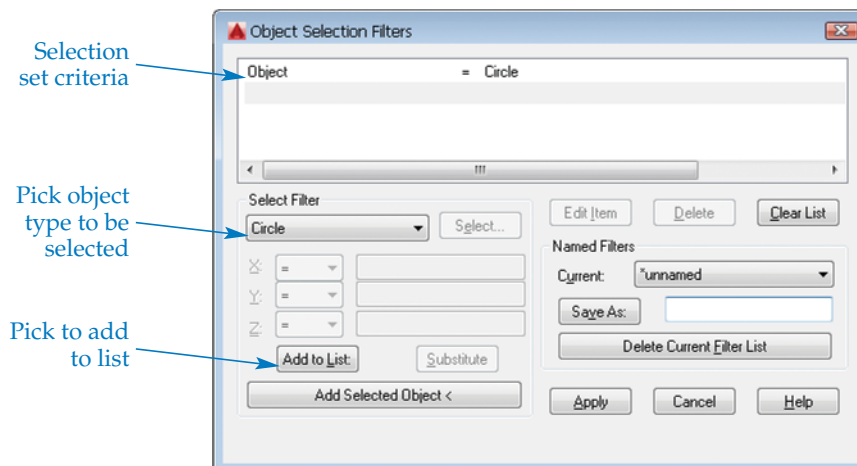 Object Selection Filters
Selection
set criteria
Object = Circle
Pick object
type to be
selected
Select Filter
Circle
Select...
X: =
Y: =
Z: =
Pick to add
to list
Add to List:
Substitute
Add Selected Object <
Edit Item
Delete
Clear List
Named Filters
Current:
*unnamed
Save As:
Delete Current Filter List
Apply
Cancel
Help